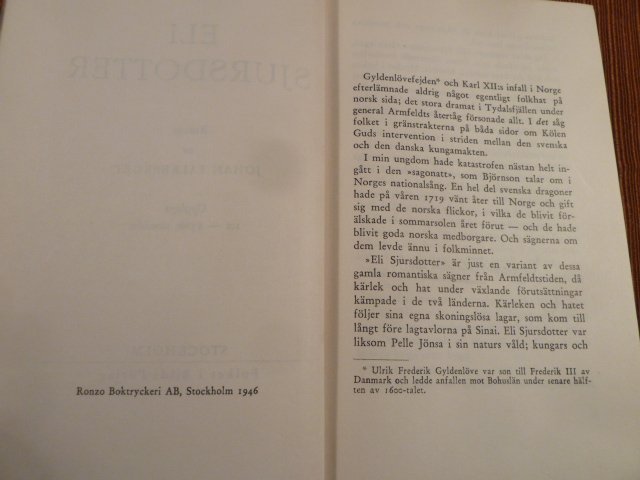 ELI
SJURSDOTTER
STOCKHOLM
Ronzo Boktryckeri AB, Stockholm 1946
Gyldenlövefejden* och Karl XII:s infall i Norge
efterlämnade aldrig något egentligt folkhat på
norsk sida; det stora dramat i Tydalsfjällen under
general Armfeldts återtåg försonade allt. I det såg
folket i gränstrakterna på båda sidor om Kölen
Guds intervention i striden mellan den svenska
och den danska kungamakten.
I min ungdom hade katastrofen nästan helt in-
gått i den »sagonatt», som Björnson talar om i
Norges nationalsång. En hel del svenska dragoner
hade på våren 1719 vänt åter till Norge och gift
sig med de norska flickor, i vilka de blivit för-
älskade i sommarsolen året förut — och de hade
blivit goda norska medborgare. Och sägnerna om
dem levde ännu i folkminnet.
»Eli Sjursdotter» är just en variant av dessa
gamla romantiska sägner från Armfeldtstiden, då
kärlek och hat under växlande förutsättningar
kämpade i de två länderna. Kärleken och hatet
följer sina egna skoningslösa lagar, som kom till
långt före lagtavlorna på Sinai. Eli Sjursdotter var
liksom Pelle Jönsa i sin naturs våld; kungars och
* Ulrik Frederik Gyldenlöve var son till Frederik III av
Danmark och ledde anfallen mot Bohuslän under senare hälf-
ten av 1600-talet.